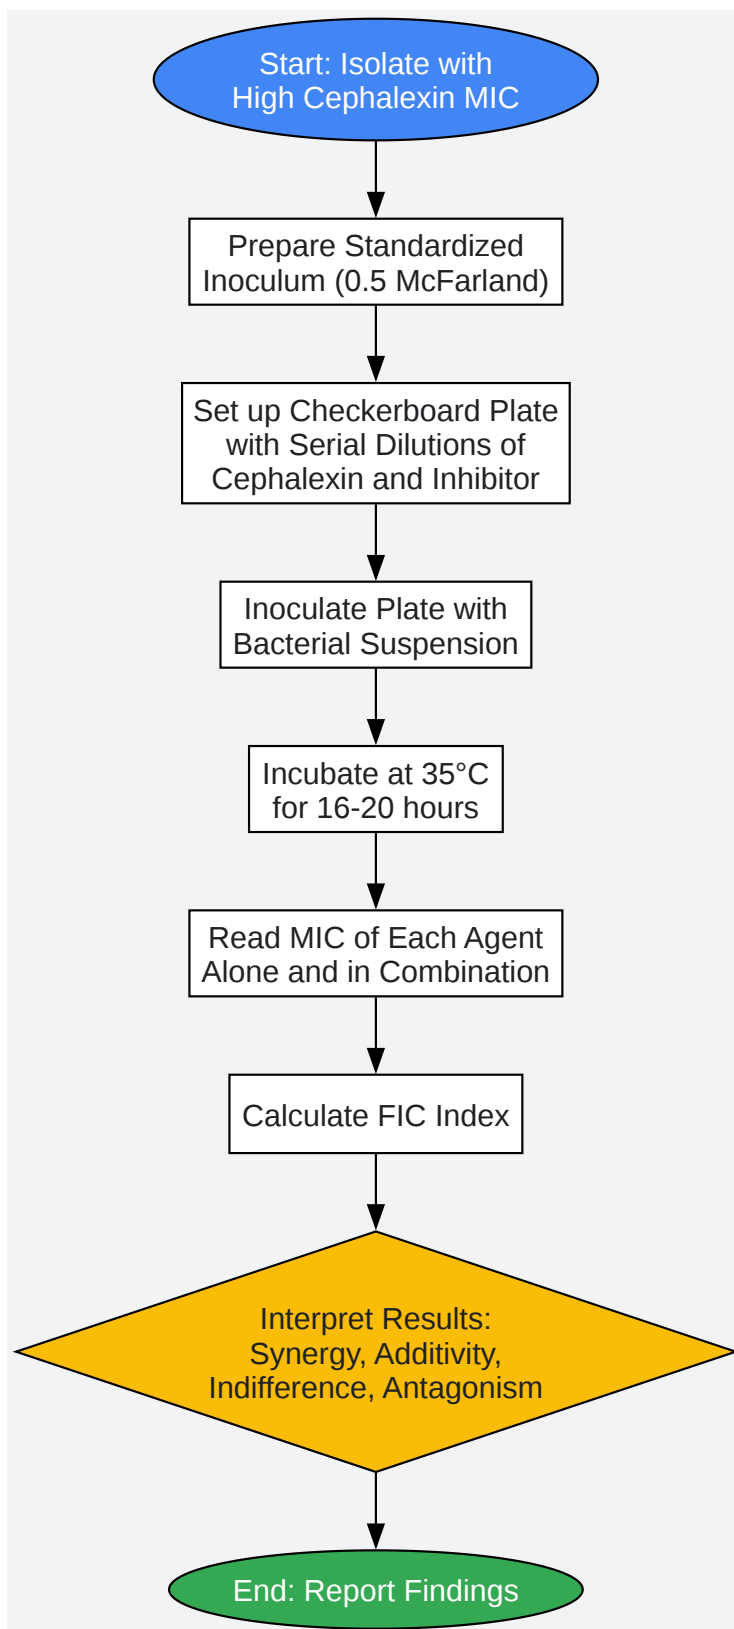 Start: Isolate with
High Cephalexin MIC
Prepare Standardized
Inoculum (0.5 McFarland)
Set up Checkerboard Plate
with Serial Dilutions of
Cephalexin and Inhibitor
Inoculate Plate with
Bacterial Suspension
Incubate at 35°C
for 16-20 hours
Read MIC of Each Agent
Alone and in Combination
Calculate FIC Index
Interpret Results:
Synergy, Additivity,
Indifference, Antagonism
End: Report Findings